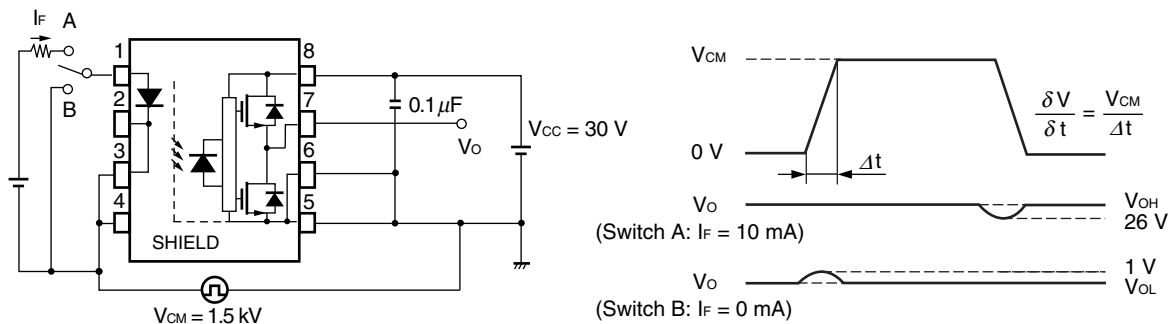 IF
A
B
1
2
3
4
8
7
6
5
SHIELD
0.1 μF
VO
VCC = 30 V
VCM = 1.5 kV
VCM
0 V
Δt
δV
δt
=
VCM
Δt
VO
(Switch A: IF = 10 mA)
VOH
26 V
VO
(Switch B: IF = 0 mA)
1 V
VOL